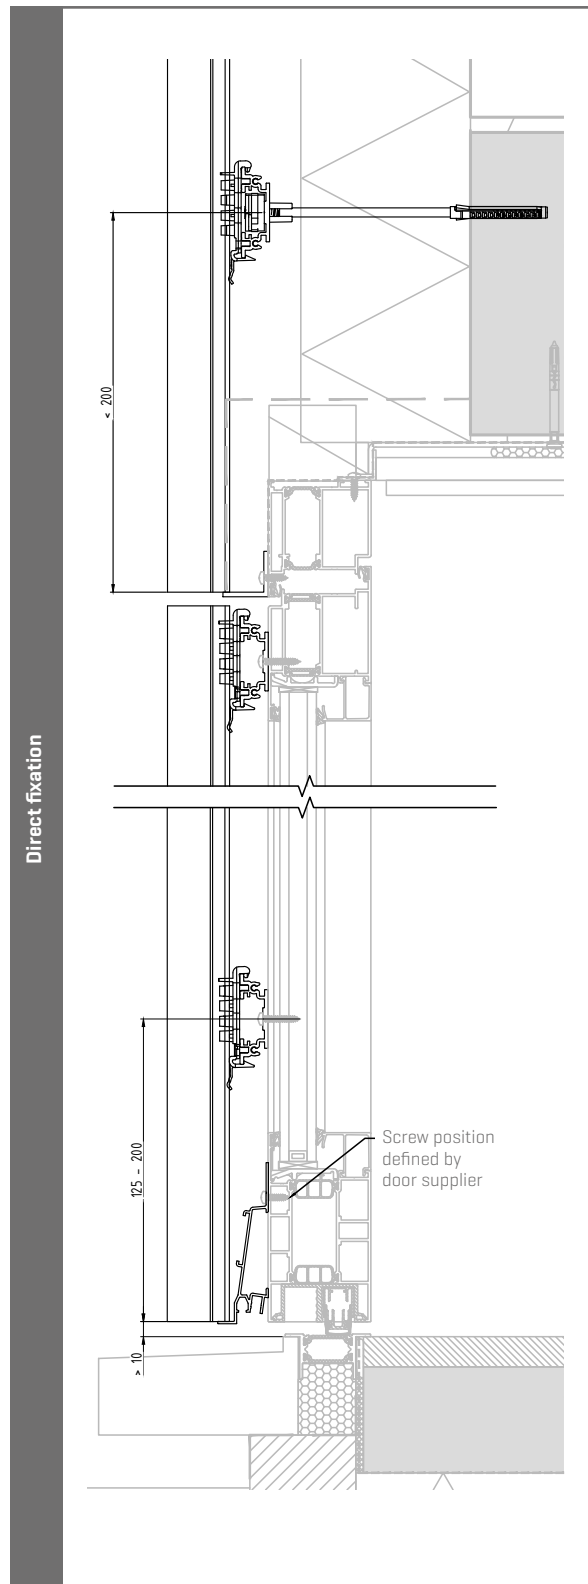 Direct fixation
< 200
125 - 200
> 10
Screw position
defined by
door supplier